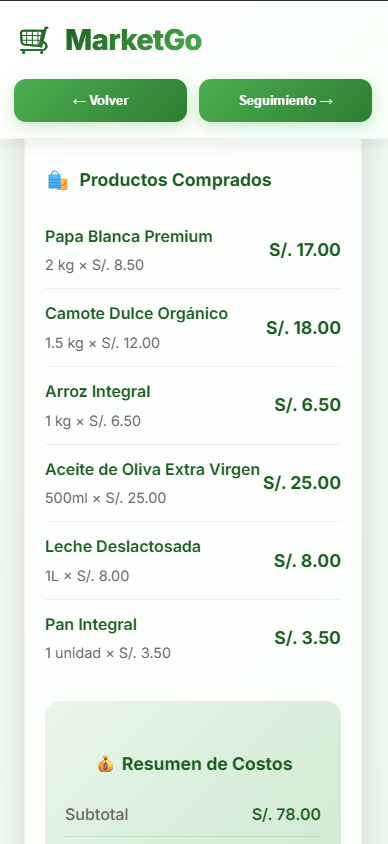 MarketGo
← Volver
Seguimiento →
Productos Comprados
Papa Blanca Premium
S/. 17.00
2 kg × S/. 8.50
Camote Dulce Orgánico
S/. 18.00
1.5 kg × S/. 12.00
Arroz Integral
S/. 6.50
1 kg × S/. 6.50
Aceite de Oliva Extra Virgen
S/. 25.00
500ml × S/. 25.00
Leche Deslactosada
S/. 8.00
1L × S/. 8.00
Pan Integral
S/. 3.50
1 unidad × S/. 3.50
Resumen de Costos
Subtotal
S/. 78.00